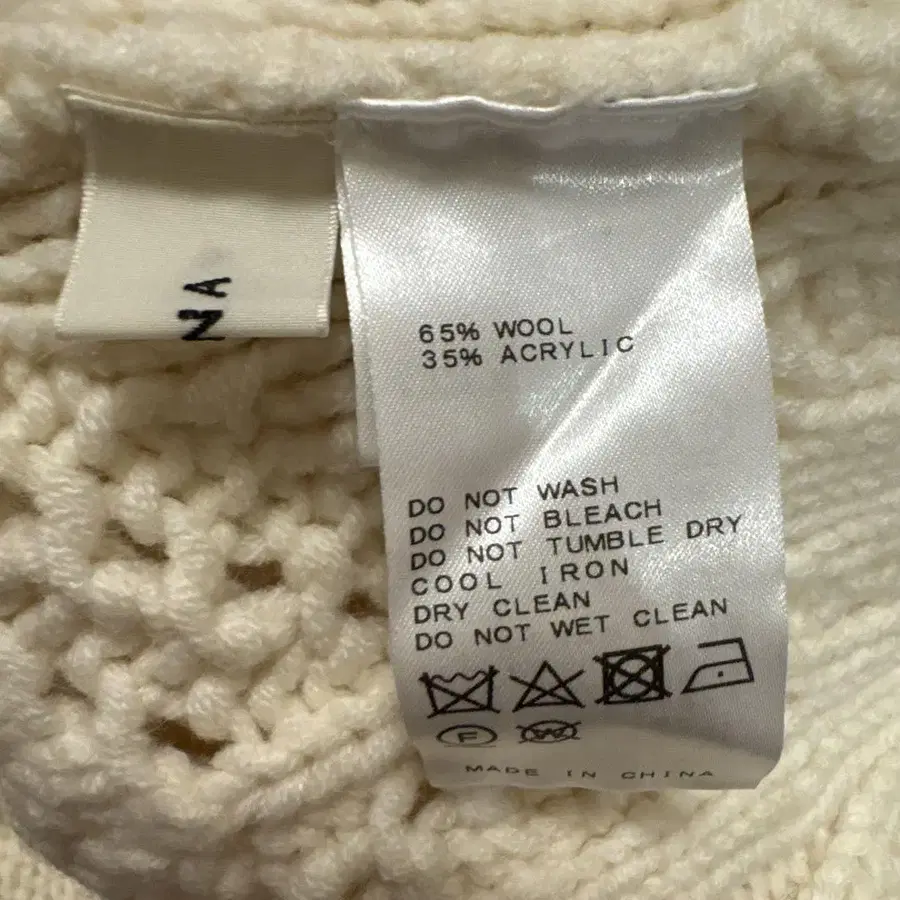 NA
65% WOOL
35% ACRYLIC
DO NOT WASH
DO NOT BLEACH
DO NOT TUMBLE DRY
COOL IRON
DRY CLEAN
DO NOT WET CLEAN
F W
MADE IN CHINA